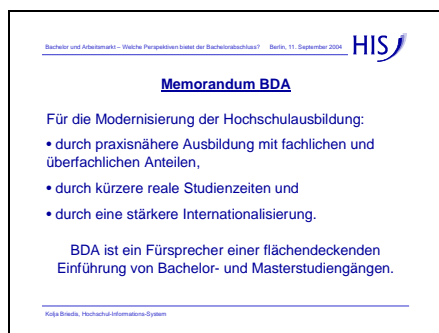 Bachelor und Arbeitsmarkt – Welche Perspektiven bietet der Bachelorabschluss? Berlin, 11. September 2004
HIS
Memorandum BDA
Für die Modernisierung der Hochschulausbildung:
• durch praxisnähere Ausbildung mit fachlichen und
überfachlichen Anteilen,
• durch kürzere reale Studienzeiten und
• durch eine stärkere Internationalisierung.
BDA ist ein Fürsprecher einer flächendeckenden
Einführung von Bachelor- und Masterstudiengängen.
Kolja Briedis, Hochschul-Informations-System